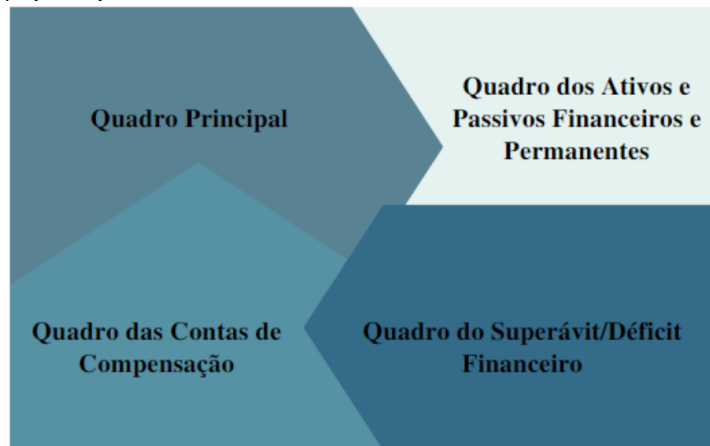 Quadro Principal
Quadro dos Ativos e
Passivos Financeiros e
Permanentes
Quadro das Contas de
Compensação
Quadro do Superávit/Déficit
Financeiro